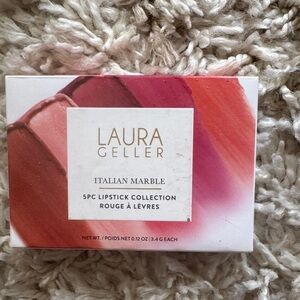 LAURA
GELLER
ITALIAN MARBLE
5PC LIPSTICK COLLECTION
ROUGE À LÈVRES
NET WT. / POIDS NET 0.12 OZ / 3.4 G EACH